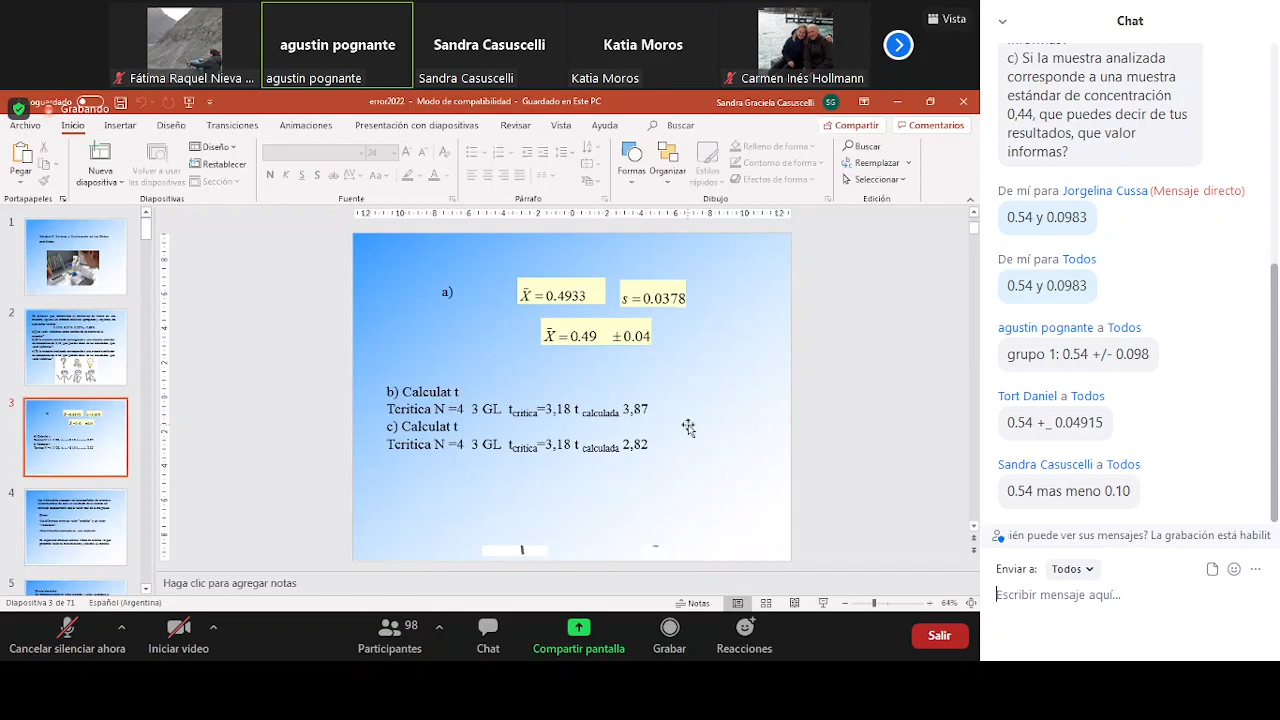 Fátima Raquel Nieva ...
agustin pognante
agustin pognante
Sandra Casuscelli
Sandra Casuscelli
Katia Moros
Katia Moros
Carmen Inés Hollmann
Vista
Grabando
error2022 - Modo de compatibilidad - Guardado en Este PC
Sandra Graciela Casuscelli
SG
Archivo
Inicio
Insertar
Diseño
Transiciones
Animaciones
Presentación con diapositivas
Revisar
Vista
Ayuda
Buscar
Compartir
Comentarios
Pegar
Nueva
diapositiva
Volver a usar
las diapositivas
Diseño
Restablecer
Sección
24
Formas
Organizar
Estilos
rápidos
Relleno de forma
Contorno de forma
Efectos de forma
Buscar
Reemplazar
Seleccionar
Portapapeles
Diapositivas
Fuente
Párrafo
Dibujo
Edición
1
2
3
4
5
a)
X̄ = 0.4933
s = 0.0378
X̄ = 0.49 ±0.04
b) Calculat t
Tcritica N =4 3 GL tcritica=3,18 t calculada 3,87
c) Calculat t
Tcritica N =4 3 GL tcritica=3,18 t calculada 2,82
Haga clic para agregar notas
Diapositiva 3 de 71
Español (Argentina)
Notas
64%
Cancelar silenciar ahora
Iniciar video
98
Participantes
Chat
Compartir pantalla
Grabar
Reacciones
Salir
Chat
c) Si la muestra analizada
corresponde a una muestra
estándar de concentración
0,44, que puedes decir de tus
resultados, que valor
informas?
De mí para Jorgelina Cussa (Mensaje directo)
0.54 y 0.0983
De mí para Todos
0.54 y 0.0983
agustin pognante a Todos
grupo 1: 0.54 +/- 0.098
Tort Daniel a Todos
0.54 +_ 0.04915
Sandra Casuscelli a Todos
0.54 mas meno 0.10
ién puede ver sus mensajes? La grabación está habilit
Enviar a: Todos
Escribir mensaje aquí...